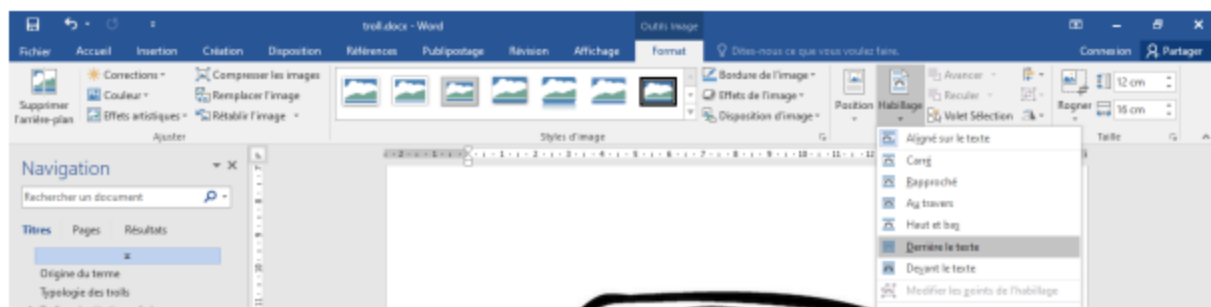 troll.docx - Word
Outils Image
Fichier Accueil Insertion Création Disposition Références Publipostage Révision Affichage Format Dites-nous ce que vous voulez faire. Connexion Partager
Supprimer l'arrière-plan
Corrections
Couleur
Effets artistiques
Compresser les images
Remplacer l'image
Rétablir l'image
Ajuster
Styles d'image
Bordure de l'image
Effets de l'image
Disposition d'image
Position
Habillage
Avancer
Reculer
Volet Sélection
Rogner
12 cm
16 cm
Taille
Aligné sur le texte
Carré
Rapproché
Au travers
Haut et bas
Derrière le texte
Devant le texte
Modifier les points de l'habillage
Navigation
Rechercher un document
Titres Pages Résultats
Origine du terme
Typologie des trolls